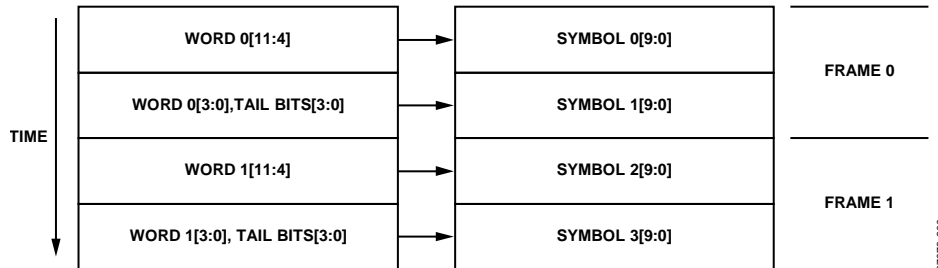 WORD 0[11:4]
SYMBOL 0[9:0]
FRAME 0
WORD 0[3:0],TAIL BITS[3:0]
SYMBOL 1[9:0]
TIME
WORD 1[11:4]
SYMBOL 2[9:0]
FRAME 1
WORD 1[3:0], TAIL BITS[3:0]
SYMBOL 3[9:0]